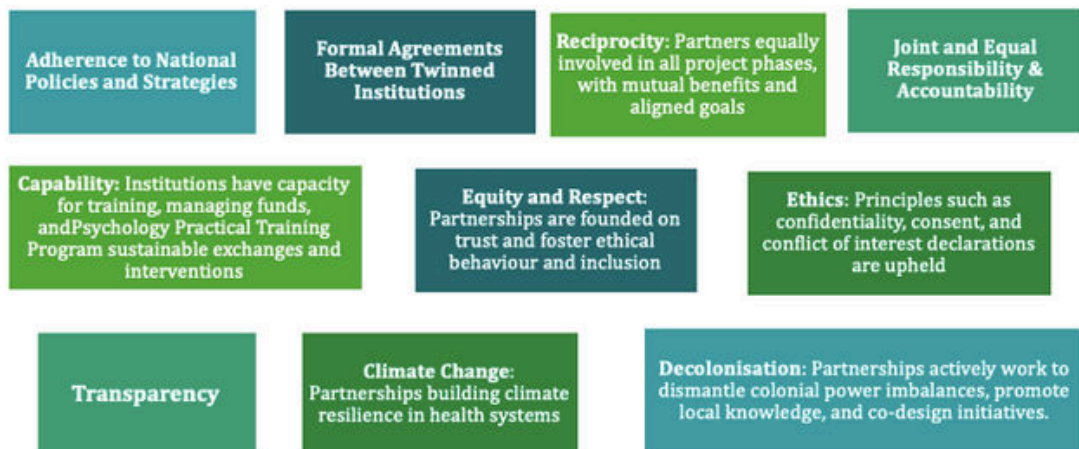 Adherence to National
Policies and Strategies
Formal Agreements
Between Twinned
Institutions
Reciprocity: Partners equally
involved in all project phases,
with mutual benefits and
aligned goals
Joint and Equal
Responsibility &
Accountability
Capability: Institutions have capacity
for training, managing funds,
andPsychology Practical Training
Program sustainable exchanges and
interventions
Equity and Respect:
Partnerships are founded on
trust and foster ethical
behaviour and inclusion
Ethics: Principles such as
confidentiality, consent, and
conflict of interest declarations
are upheld
Transparency
Climate Change:
Partnerships building climate
resilience in health systems
Decolonisation: Partnerships actively work to
dismantle colonial power imbalances, promote
local knowledge, and co-design initiatives.